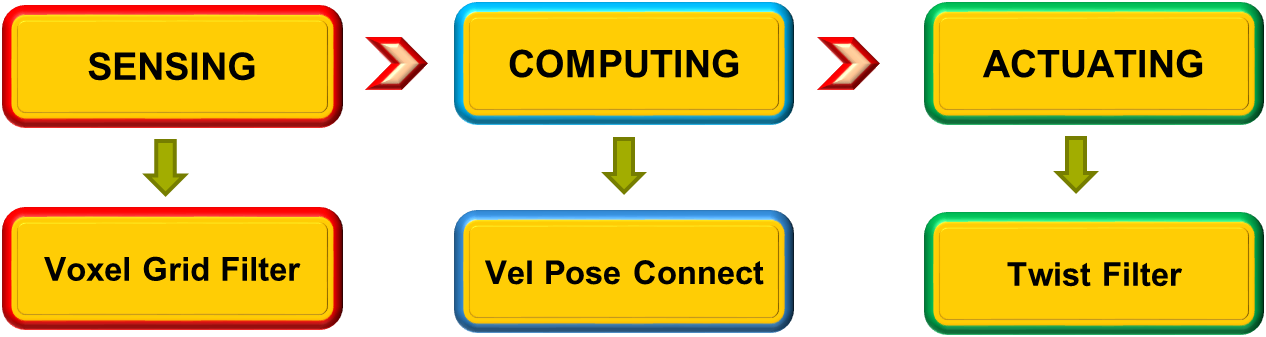 SENSING
COMPUTING
ACTUATING
Voxel Grid Filter
Vel Pose Connect
Twist Filter